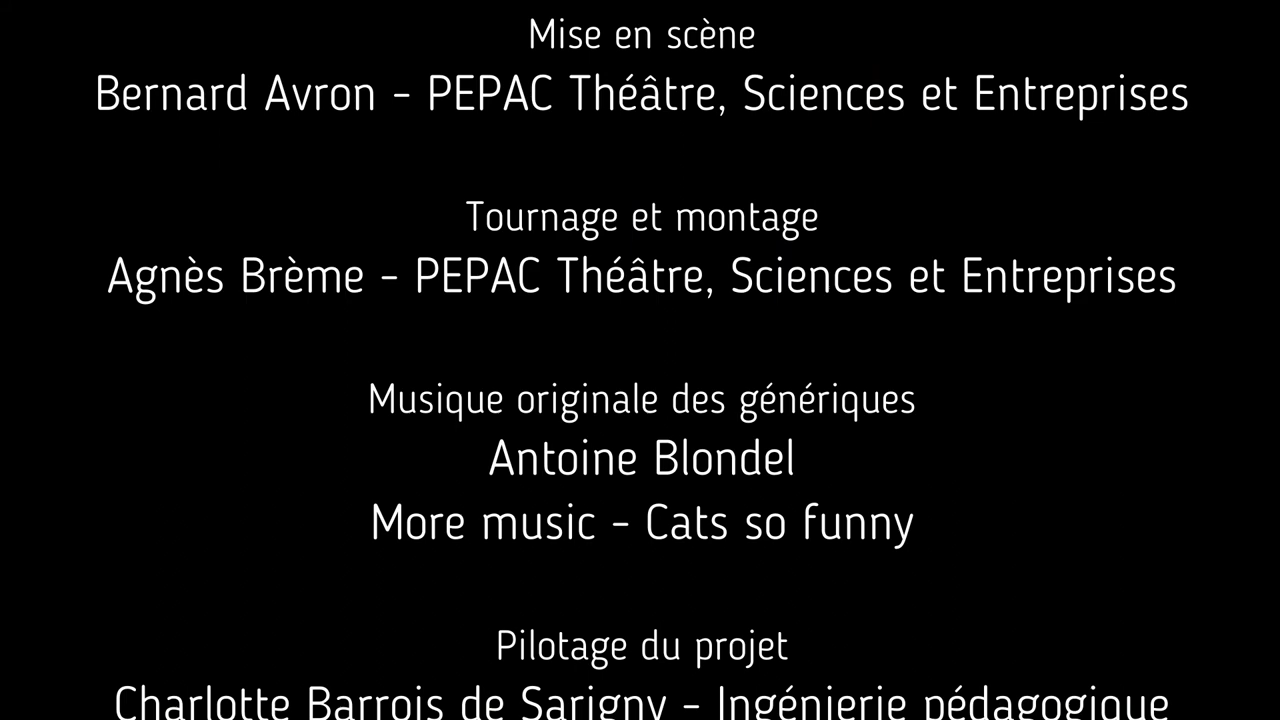 Mise en scène
Bernard Avron - PEPAC Théâtre, Sciences et Entreprises
Tournage et montage
Agnès Brème - PEPAC Théâtre, Sciences et Entreprises
Musique originale des génériques
Antoine Blondel
More music - Cats so funny
Pilotage du projet
Charlotte Barrois de Sarigny - Ingénierie pédagogique